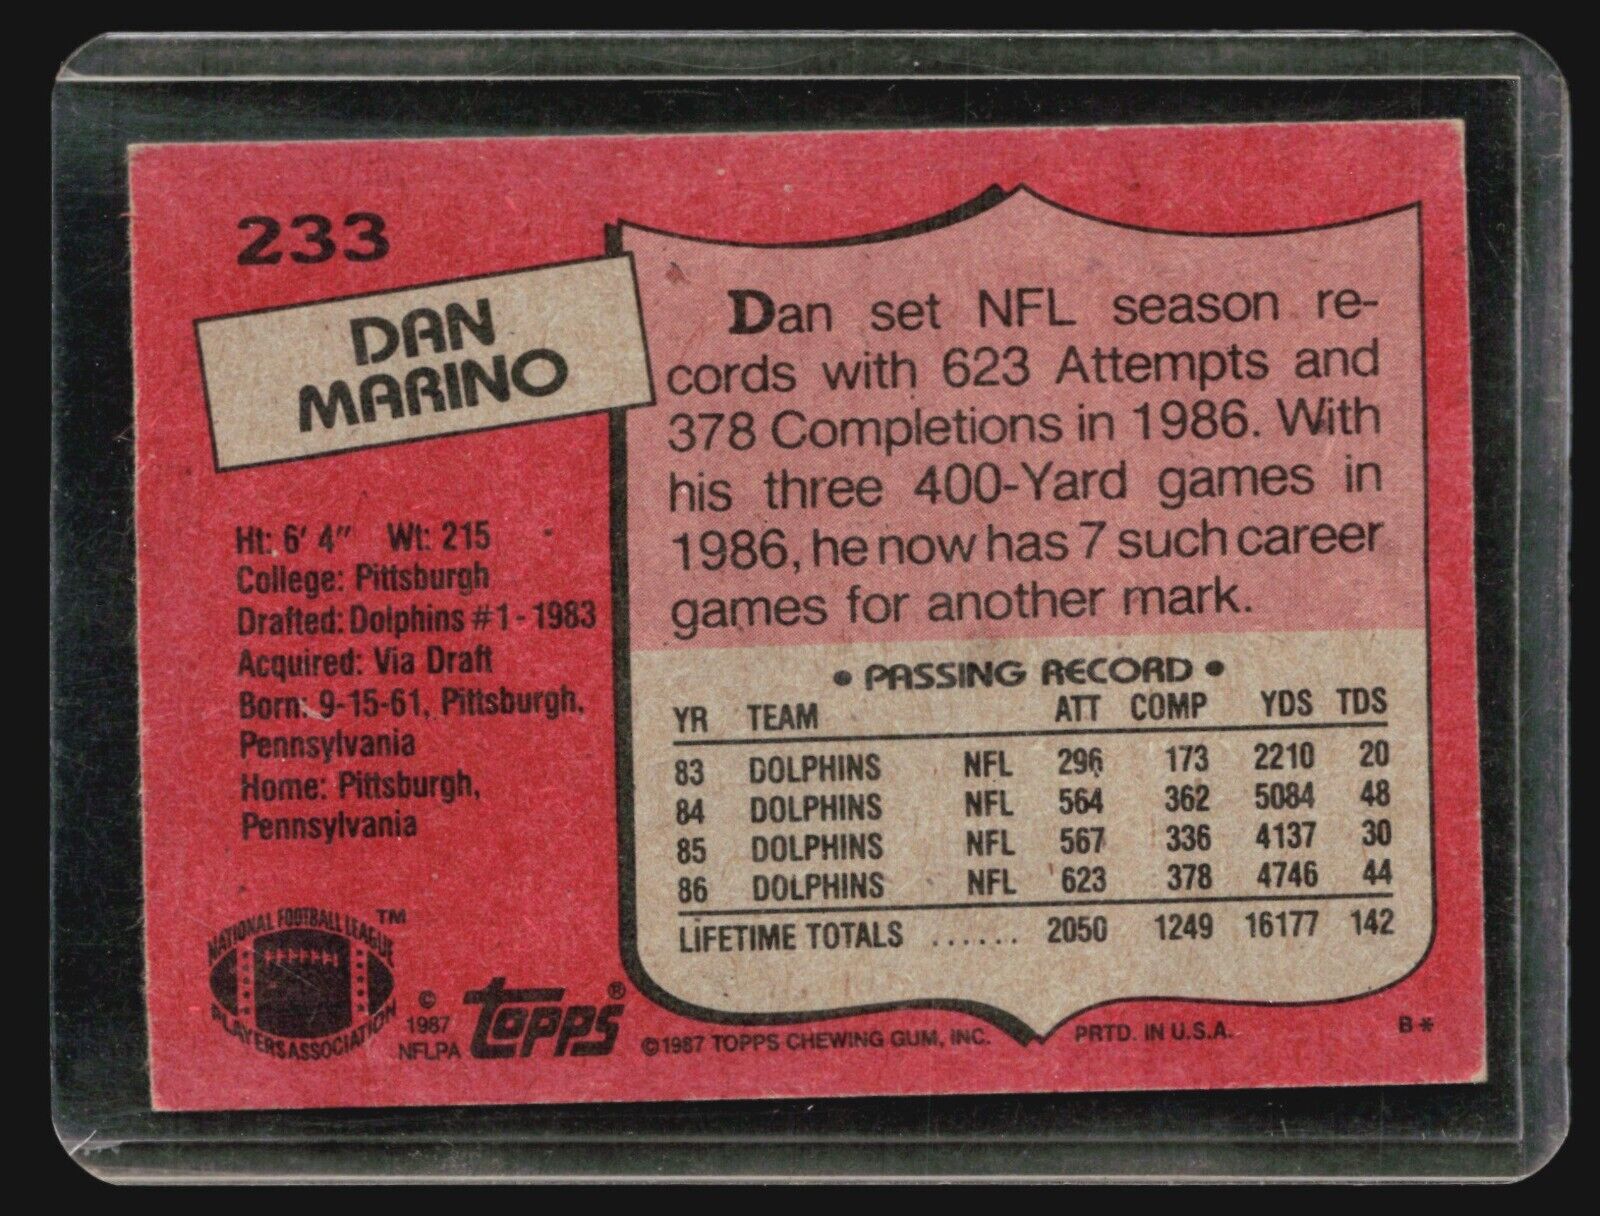 233
DAN
MARINO
Ht: 6' 4" Wt: 215
College: Pittsburgh
Drafted: Dolphins #1 - 1983
Acquired: Via Draft
Born: 9-15-61, Pittsburgh,
Pennsylvania
Home: Pittsburgh,
Pennsylvania
NATIONAL FOOTBALL LEAGUE ™
PLAYERS ASSOCIATION
©
1987
NFLPA
topps®
Dan set NFL season re-
cords with 623 Attempts and
378 Completions in 1986. With
his three 400-Yard games in
1986, he now has 7 such career
games for another mark.
• PASSING RECORD •
YR TEAM ATT COMP YDS TDS
83 DOLPHINS NFL 296 173 2210 20
84 DOLPHINS NFL 564 362 5084 48
85 DOLPHINS NFL 567 336 4137 30
86 DOLPHINS NFL 623 378 4746 44
LIFETIME TOTALS ...... 2050 1249 16177 142
©1987 TOPPS CHEWING GUM, INC. PRTD. IN U.S.A. B*